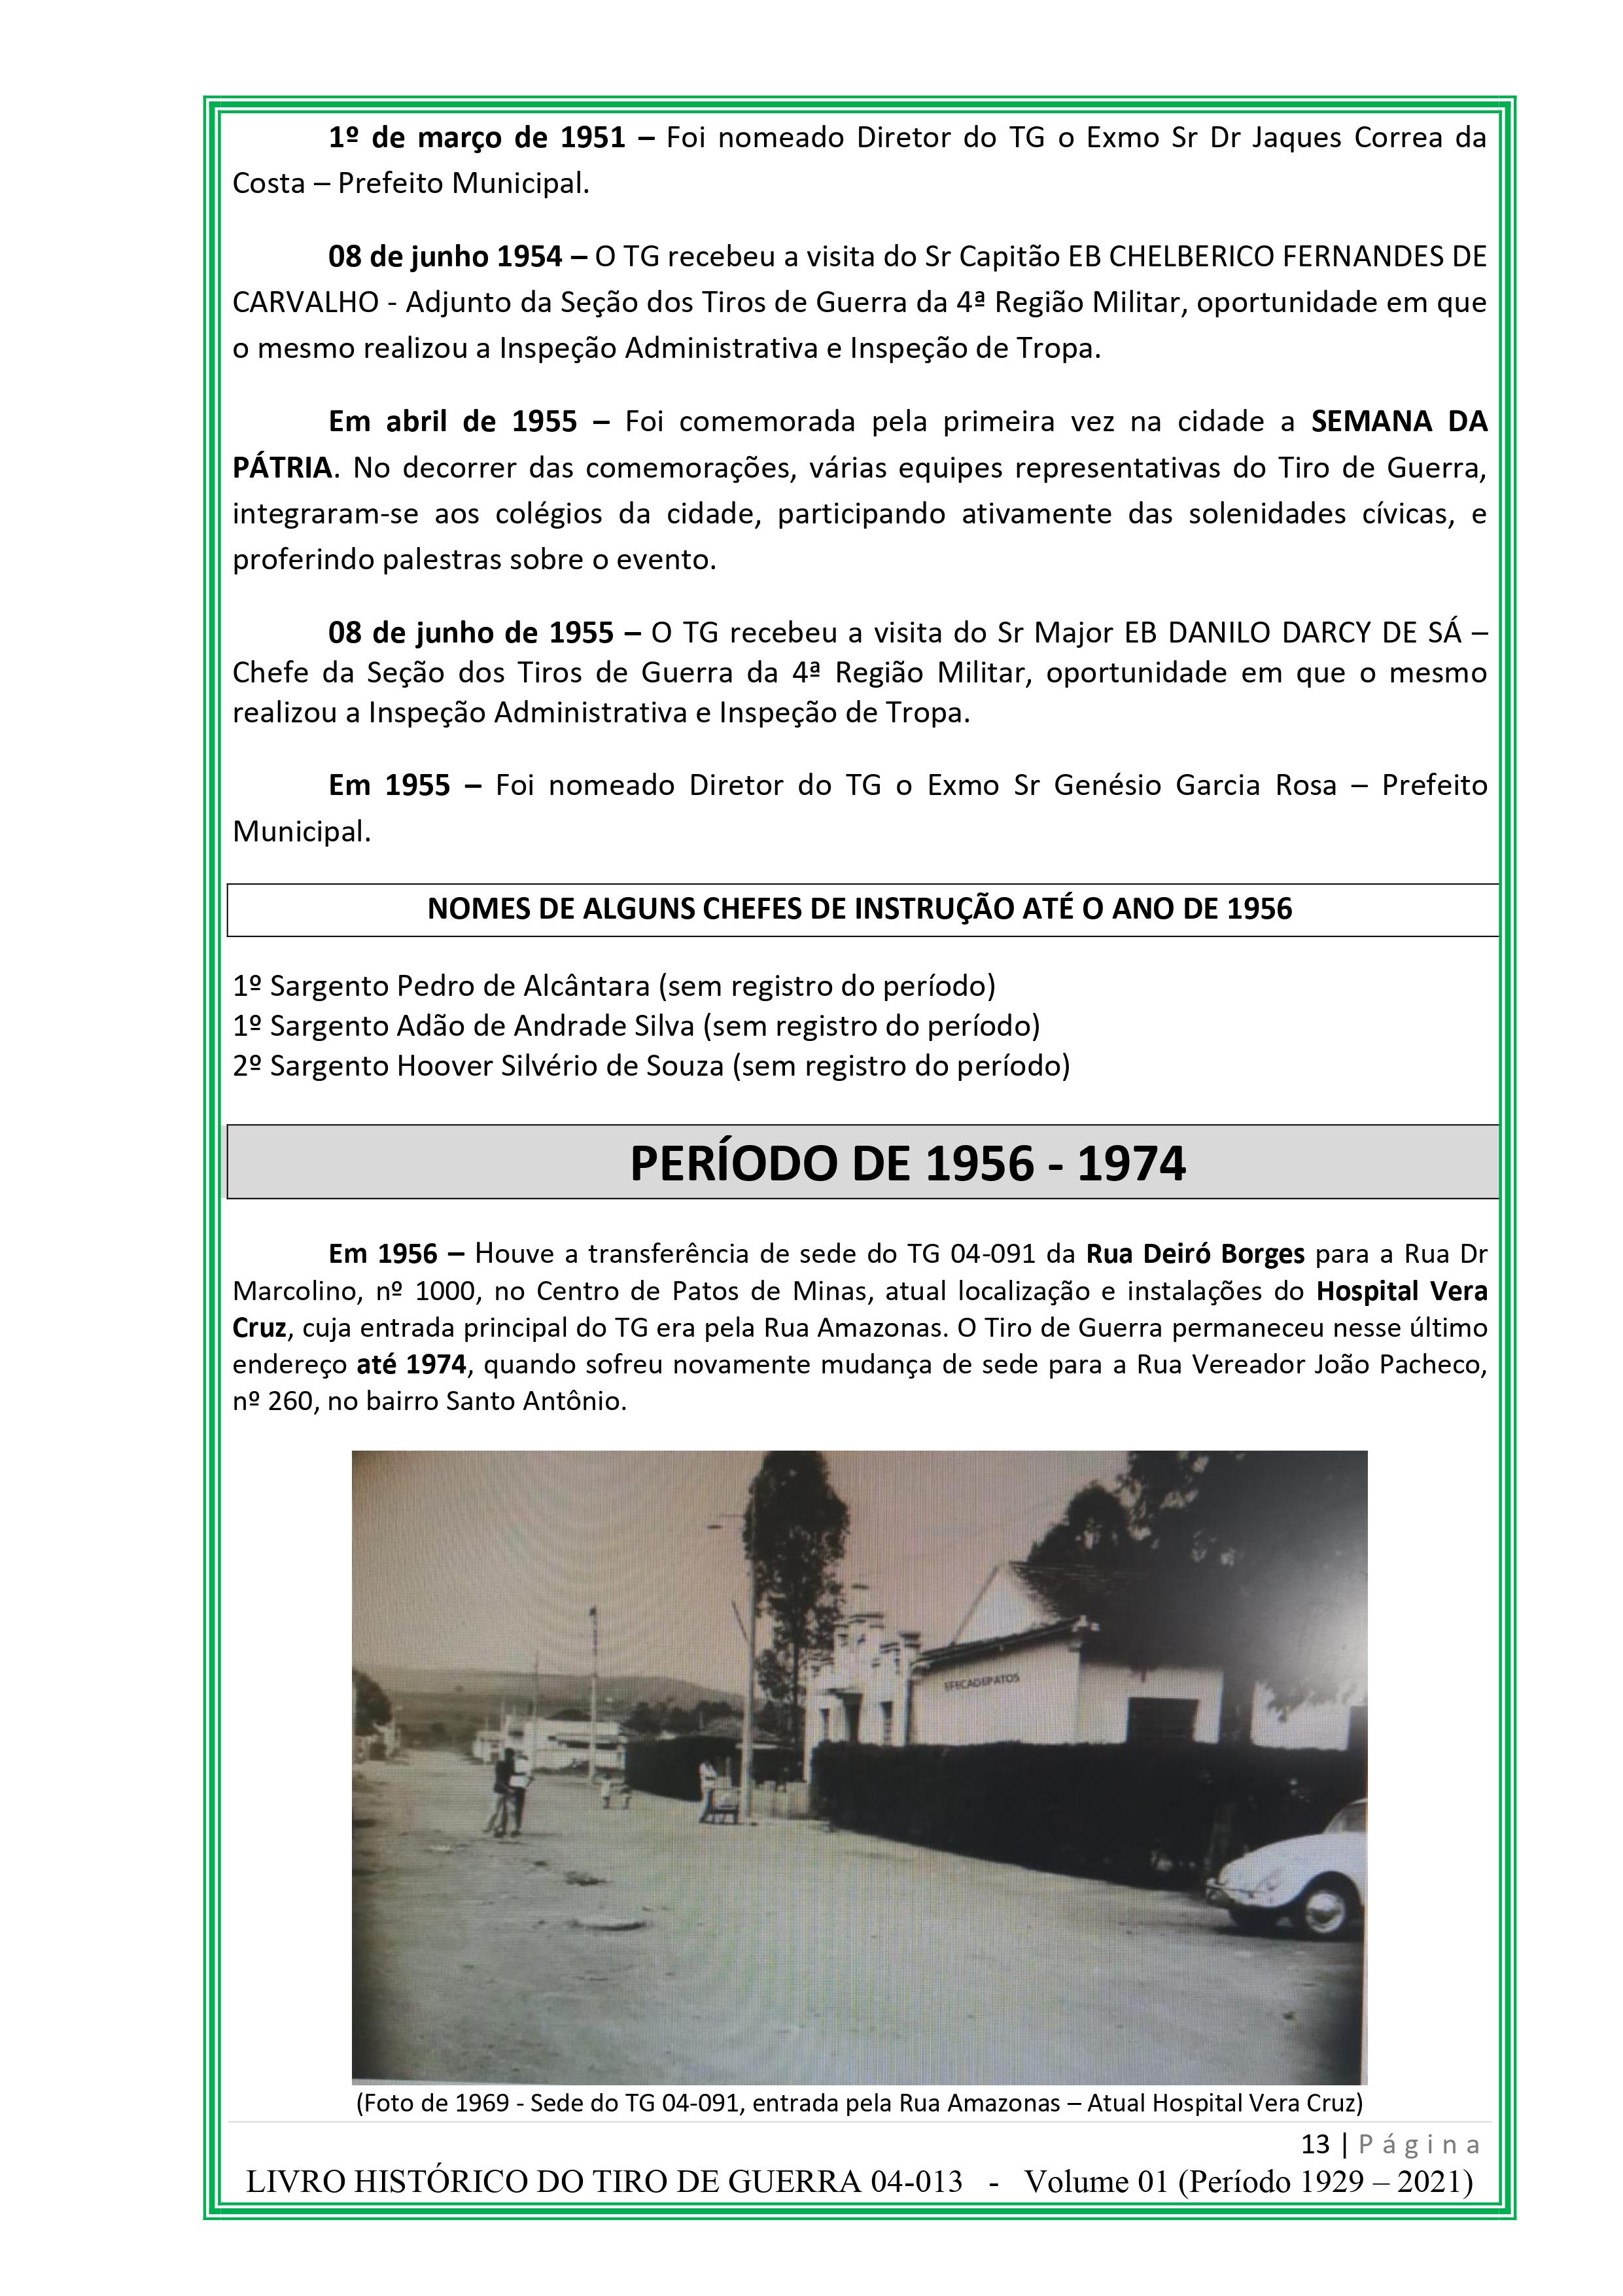 1º de março de 1951 – Foi nomeado Diretor do TG o Exmo Sr Dr Jaques Correa da
Costa – Prefeito Municipal.
08 de junho 1954 – O TG recebeu a visita do Sr Capitão EB CHELBERICO FERNANDES DE
CARVALHO - Adjunto da Seção dos Tiros de Guerra da 4ª Região Militar, oportunidade em que
o mesmo realizou a Inspeção Administrativa e Inspeção de Tropa.
Em abril de 1955 – Foi comemorada pela primeira vez na cidade a SEMANA DA
PÁTRIA. No decorrer das comemorações, várias equipes representativas do Tiro de Guerra,
integraram-se aos colégios da cidade, participando ativamente das solenidades cívicas, e
proferindo palestras sobre o evento.
08 de junho de 1955 – O TG recebeu a visita do Sr Major EB DANILO DARCY DE SÁ –
Chefe da Seção dos Tiros de Guerra da 4ª Região Militar, oportunidade em que o mesmo
realizou a Inspeção Administrativa e Inspeção de Tropa.
Em 1955 – Foi nomeado Diretor do TG o Exmo Sr Genésio Garcia Rosa – Prefeito
Municipal.
NOMES DE ALGUNS CHEFES DE INSTRUÇÃO ATÉ O ANO DE 1956
1º Sargento Pedro de Alcântara (sem registro do período)
1º Sargento Adão de Andrade Silva (sem registro do período)
2º Sargento Hoover Silvério de Souza (sem registro do período)
PERÍODO DE 1956 - 1974
Em 1956 – Houve a transferência de sede do TG 04-091 da Rua Deiró Borges para a Rua Dr
Marcolino, nº 1000, no Centro de Patos de Minas, atual localização e instalações do Hospital Vera
Cruz, cuja entrada principal do TG era pela Rua Amazonas. O Tiro de Guerra permaneceu nesse último
endereço até 1974, quando sofreu novamente mudança de sede para a Rua Vereador João Pacheco,
nº 260, no bairro Santo Antônio.
EFECADEPATOS
(Foto de 1969 - Sede do TG 04-091, entrada pela Rua Amazonas – Atual Hospital Vera Cruz)
13 | Página
LIVRO HISTÓRICO DO TIRO DE GUERRA 04-013 - Volume 01 (Período 1929 – 2021)